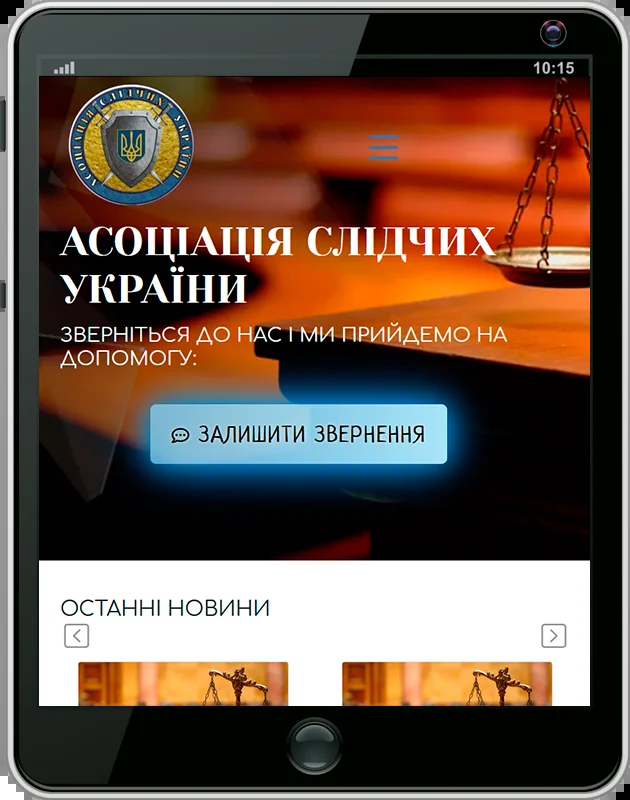 10:15
АСОЦІАЦІЯ СЛІДЧИХ УКРАЇНИ
АСОЦІАЦІЯ СЛІДЧИХ
УКРАЇНИ
ЗВЕРНІТЬСЯ ДО НАС І МИ ПРИЙДЕМО НА
ДОПОМОГУ:
ЗАЛИШИТИ ЗВЕРНЕННЯ
ОСТАННІ НОВИНИ